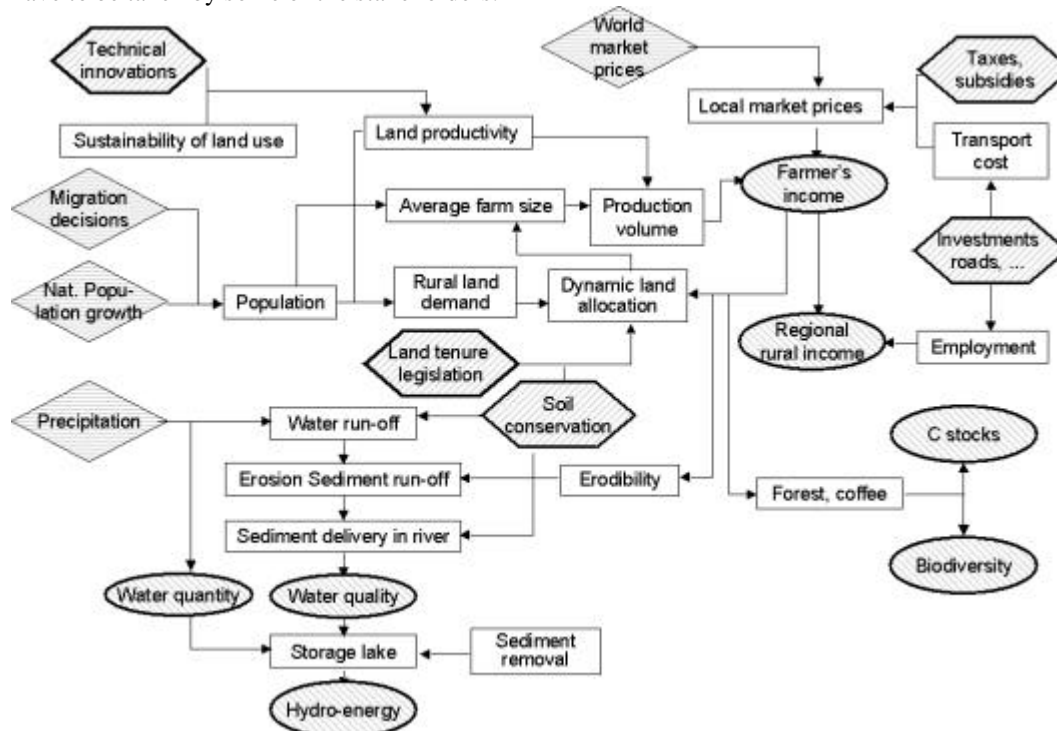 Technical
innovations
World
market
prices
Taxes,
subsidies
Local market prices
Sustainability of land use
Land productivity
Transport
cost
Farmer's
income
Migration
decisions
Average farm size
Production
volume
Investments
roads, ...
Nat. Popu-
lation growth
Population
Rural land
demand
Dynamic land
allocation
Regional
rural income
Employment
Land tenure
legislation
Precipitation
Water run-off
Soil
conservation
C stocks
Erosion Sediment run-off
Erodibility
Forest, coffee
Sediment delivery in river
Biodiversity
Water quantity
Water quality
Storage lake
Sediment
removal
Hydro-energy